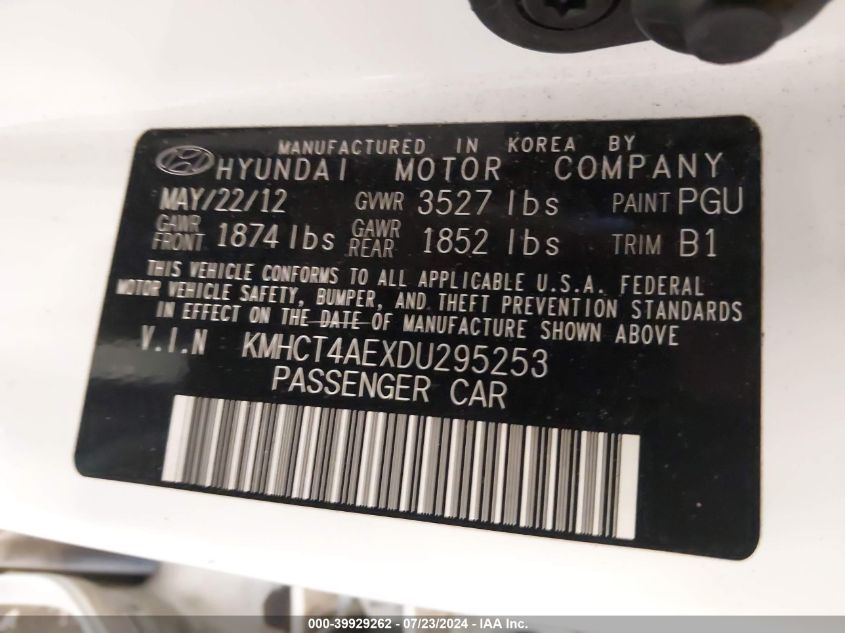 MANUFACTURED IN KOREA BY
HYUNDAI MOTOR COMPANY
MAY/22/12 GVWR 3527 lbs PAINT PGU
GAWR FRONT 1874 lbs GAWR REAR 1852 lbs TRIM B1
THIS VEHICLE CONFORMS TO ALL APPLICABLE U.S.A. FEDERAL
MOTOR VEHICLE SAFETY, BUMPER, AND THEFT PREVENTION STANDARDS
IN EFFECT ON THE DATE OF MANUFACTURE SHOWN ABOVE
V.I.N KMHCT4AEXDU295253
PASSENGER CAR
000-39929262 - 07/23/2024 - IAA Inc.